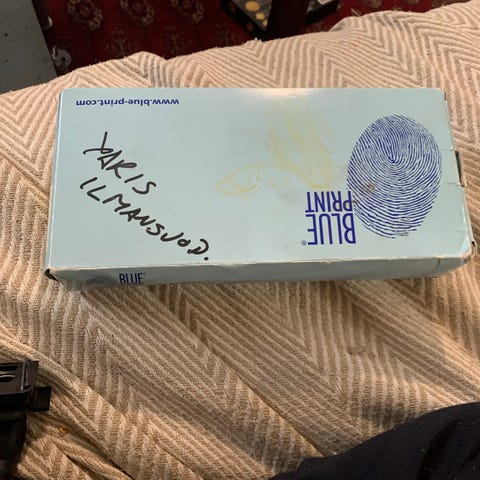 www.blue-print.com
YARIS
ILMANSUOD.
BLUE®
PRINT
BLUE